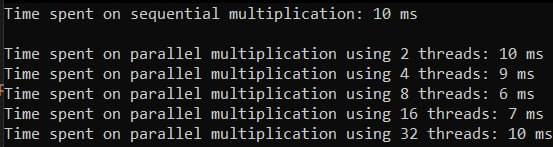 Time spent on sequential multiplication: 10 ms
Time spent on parallel multiplication using 2 threads: 10 ms
Time spent on parallel multiplication using 4 threads: 9 ms
Time spent on parallel multiplication using 8 threads: 6 ms
Time spent on parallel multiplication using 16 threads: 7 ms
Time spent on parallel multiplication using 32 threads: 10 ms